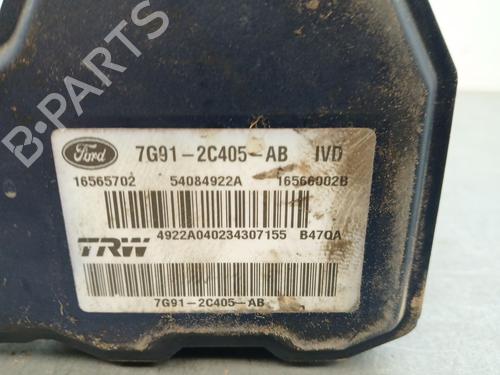 B-PARTS
Ford 7G91-2C405-AB IVD
16565702 54084922A 16566002B
4922A040234307155 B47QA
TRW
7G91-2C405-AB